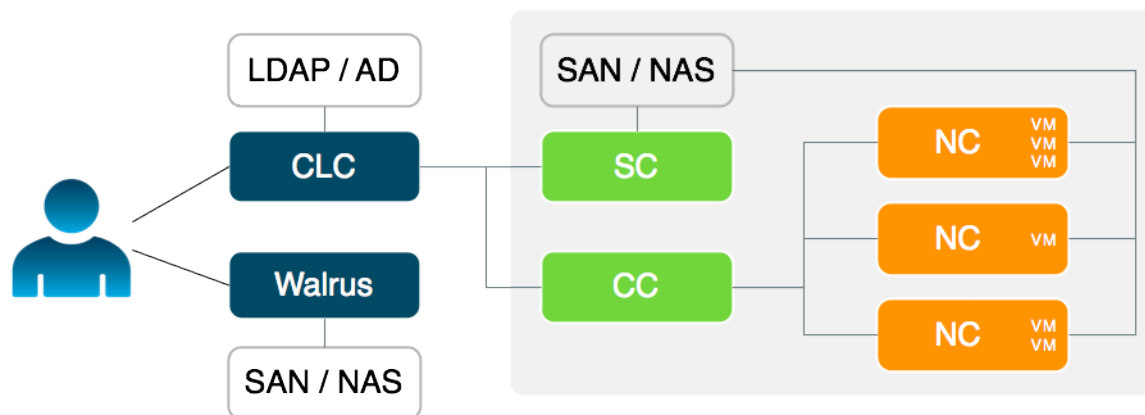 LDAP / AD
SAN / NAS
CLC
SC
NC
VM
VM
VM
NC
VM
Walrus
CC
NC
VM
VM
SAN / NAS